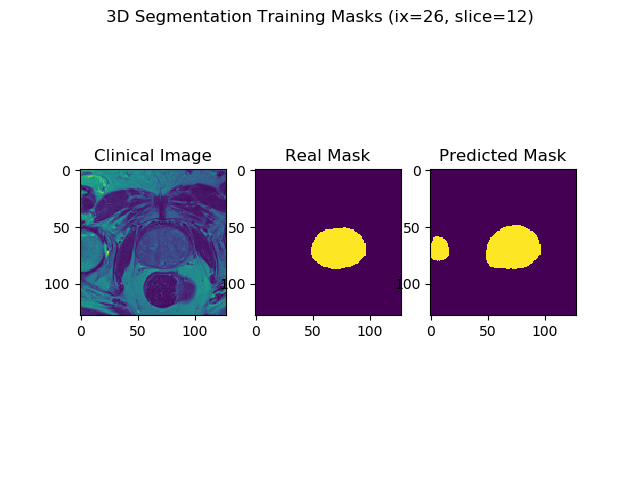 3D Segmentation Training Masks (ix=26, slice=12)
Clinical Image Real Mask Predicted Mask
0 0 0
50 50 50
100 100 100
0 50 100 0 50 100 0 50 100